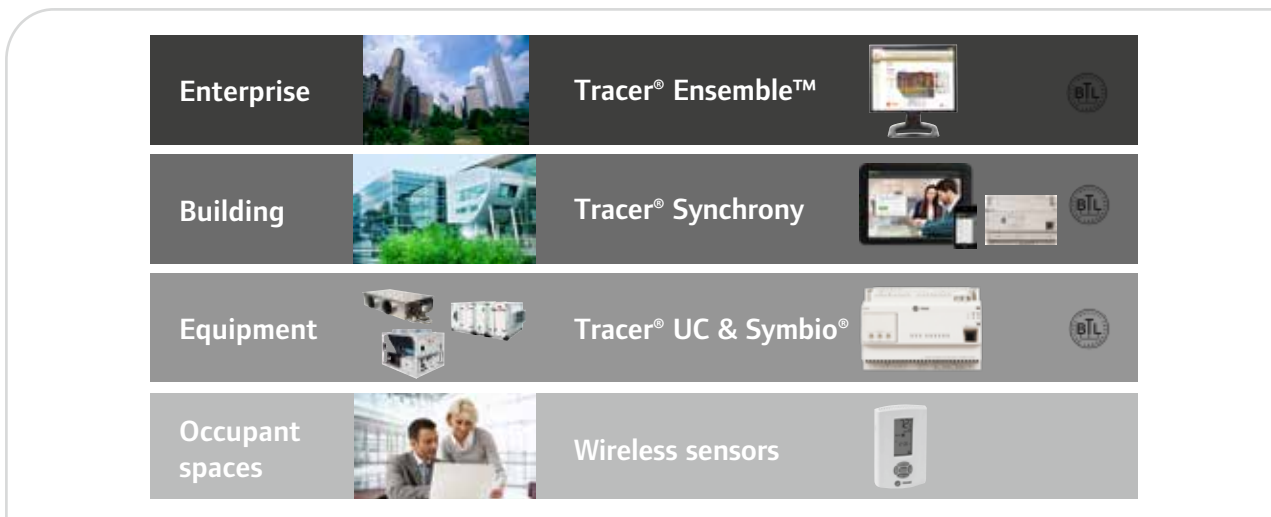 Enterprise
Tracer® Ensemble™
BTL
Building
Tracer® Synchrony
BTL
Equipment
Tracer® UC & Symbio®
BTL
Occupant
spaces
Wireless sensors